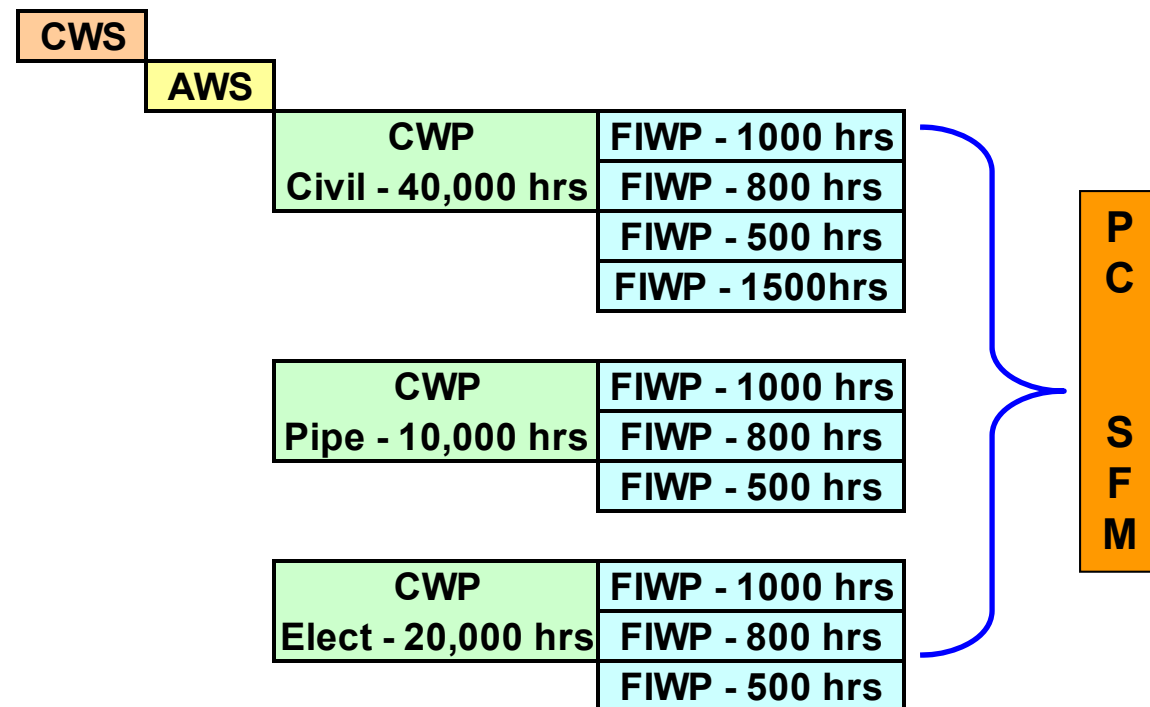 CWS
AWS
CWP
Civil - 40,000 hrs
FIWP - 1000 hrs
FIWP - 800 hrs
FIWP - 500 hrs
FIWP - 1500hrs
CWP
Pipe - 10,000 hrs
FIWP - 1000 hrs
FIWP - 800 hrs
FIWP - 500 hrs
CWP
Elect - 20,000 hrs
FIWP - 1000 hrs
FIWP - 800 hrs
FIWP - 500 hrs
P
C
S
F
M